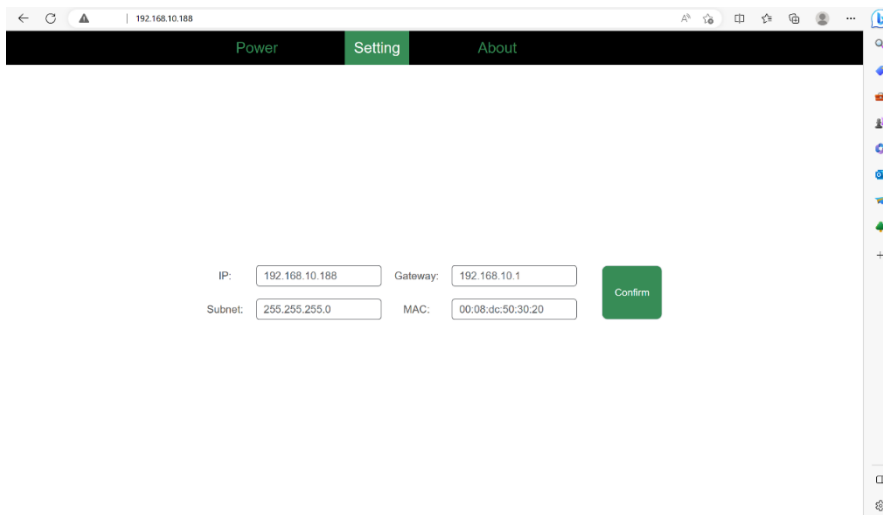 192.168.10.188
Power Setting About
IP: 192.168.10.188 Gateway: 192.168.10.1
Confirm
Subnet: 255.255.255.0 MAC: 00:08:dc:50:30:20